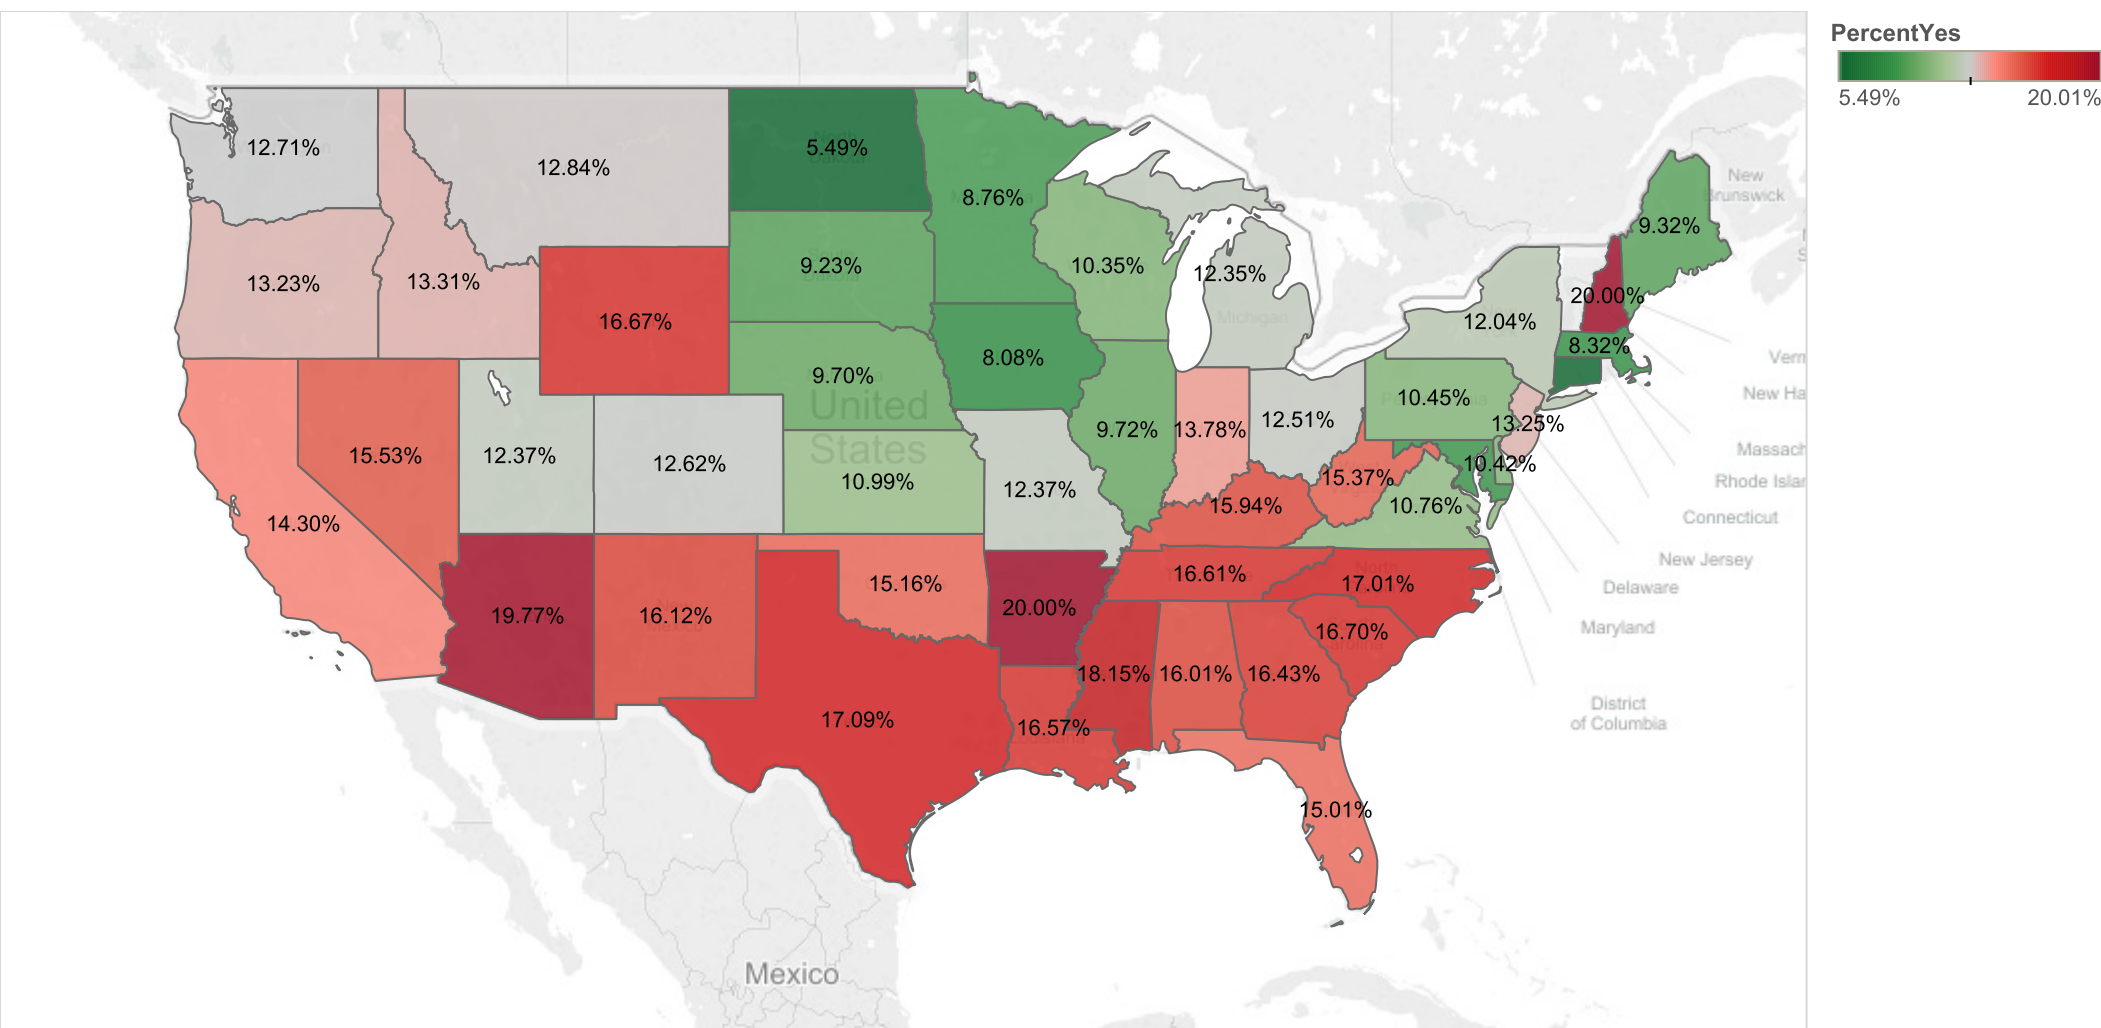 PercentYes
5.49%
20.01%
12.71%
12.84%
5.49%
8.76%
New
Brunswick
9.32%
13.23%
13.31%
9.23%
10.35%
12.35%
20.00%
16.67%
Michigan
12.04%
8.32%
Verm
8.08%
9.70%
United
States
10.45%
New Ha
15.53%
12.37%
12.62%
10.99%
12.37%
9.72%
13.78%
12.51%
13.25%
Massach
15.37%
10.42%
Rhode Islar
14.30%
15.94%
10.76%
Connecticut
New Jersey
19.77%
16.12%
15.16%
20.00%
16.61%
North
17.01%
Delaware
16.70%
Maryland
18.15%
16.01%
16.43%
17.09%
16.57%
District
of Columbia
15.01%
Mexico